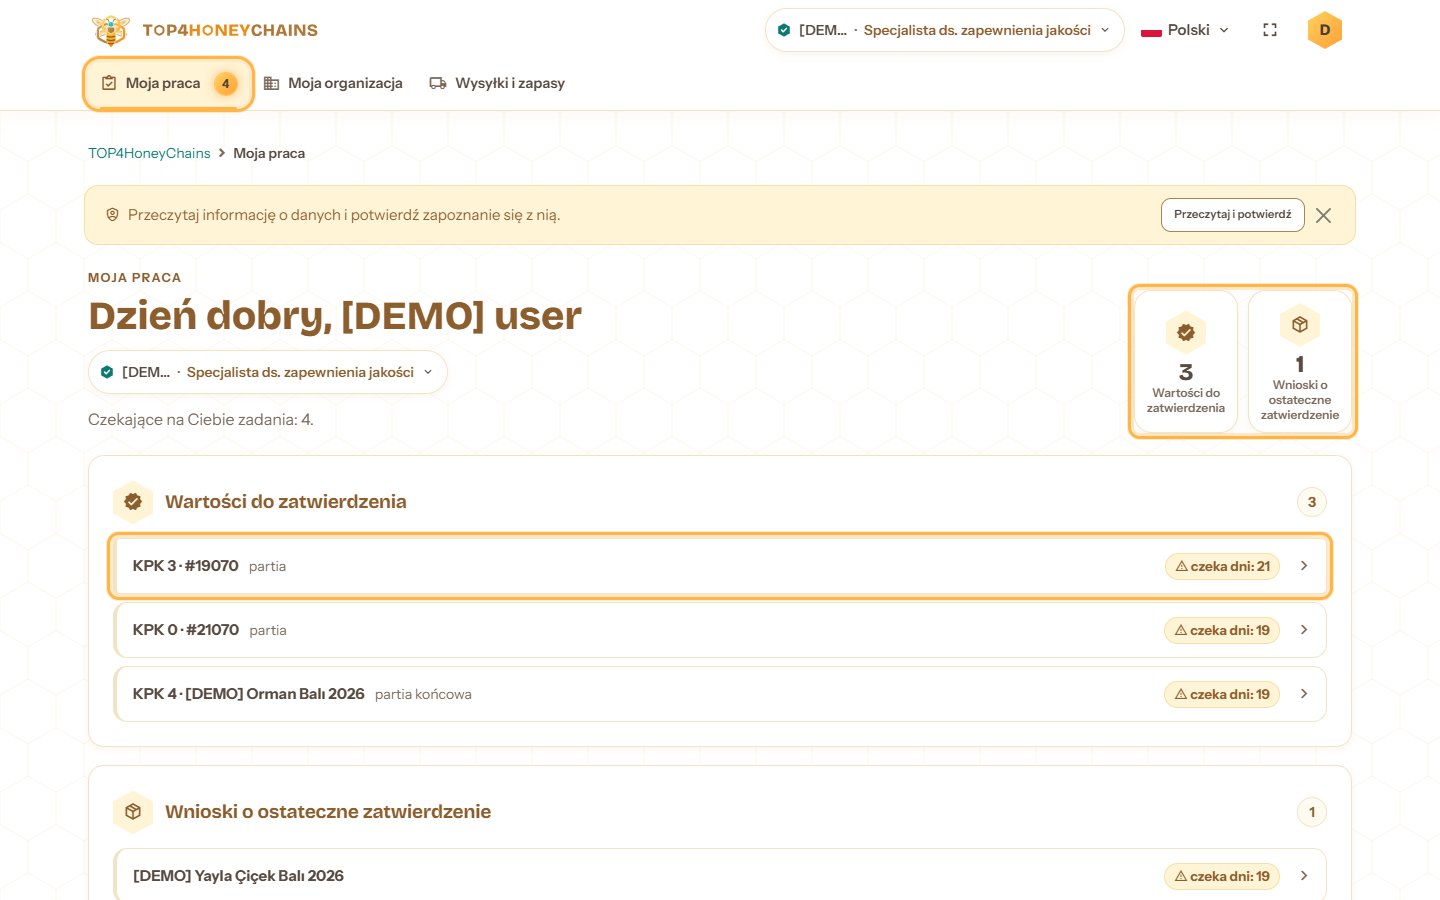 TOP4HONEYCHAINS
[DEM... · Specjalista ds. zapewnienia jakości
Polski
D
Moja praca 4
Moja organizacja
Wysyłki i zapasy
TOP4HoneyChains > Moja praca
Przeczytaj informację o danych i potwierdź zapoznanie się z nią.
Przeczytaj i potwierdź
MOJA PRACA
Dzień dobry, [DEMO] user
[DEM... · Specjalista ds. zapewnienia jakości
Czekające na Ciebie zadania: 4.
3
Wartości do
zatwierdzenia
1
Wnioski o
ostateczne
zatwierdzenie
Wartości do zatwierdzenia 3
KPK 3 · #19070 partia czeka dni: 21
KPK 0 · #21070 partia czeka dni: 19
KPK 4 · [DEMO] Orman Balı 2026 partia końcowa czeka dni: 19
Wnioski o ostateczne zatwierdzenie 1
[DEMO] Yayla Çiçek Balı 2026 czeka dni: 19